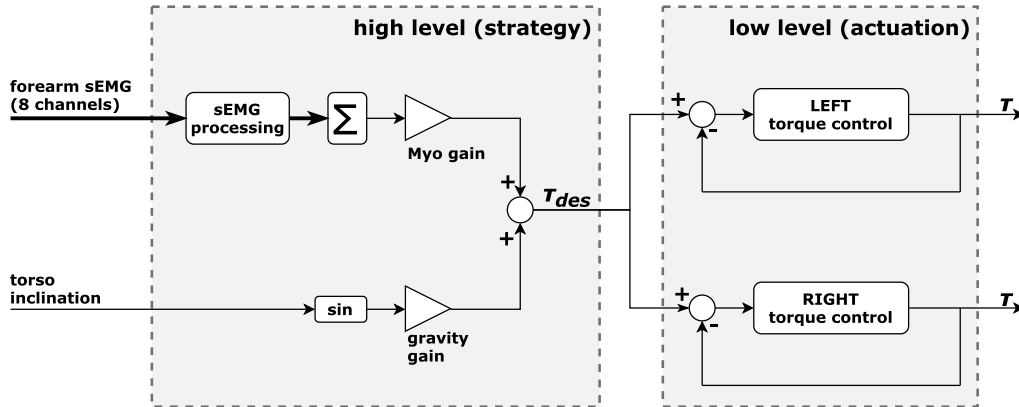 high level (strategy)
low level (actuation)
forearm sEMG
(8 channels)
sEMG
processing
Σ
Myo gain
+
+
τdes
torso
inclination
sin
gravity
gain
+
-
LEFT
torque control
τ
+
-
RIGHT
torque control
τ